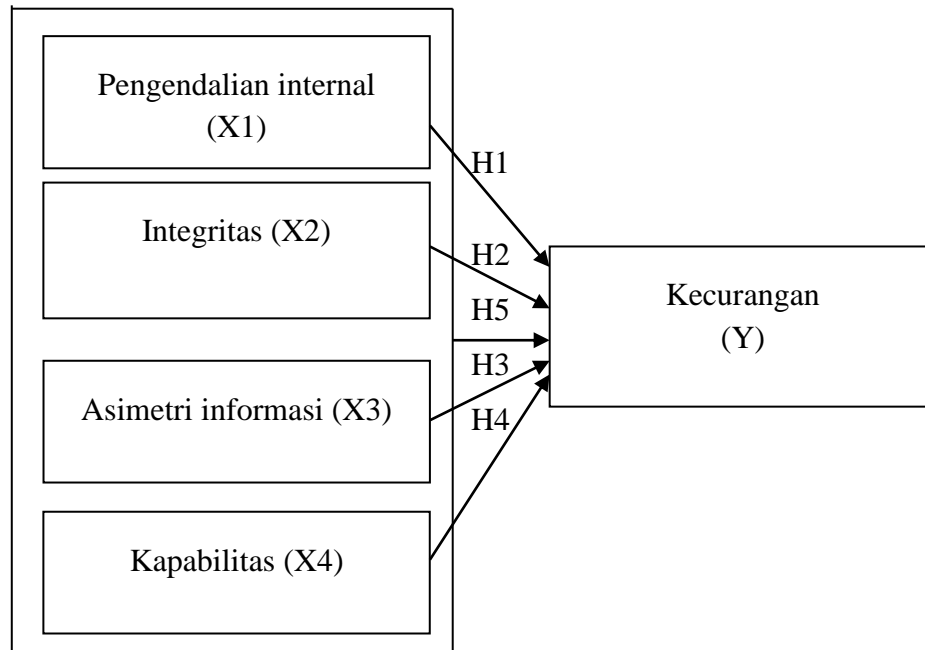 Pengendalian internal
(X1)
Integritas (X2)
Asimetri informasi (X3)
Kapabilitas (X4)
H1
H2
H5
H3
H4
Kecurangan
(Y)